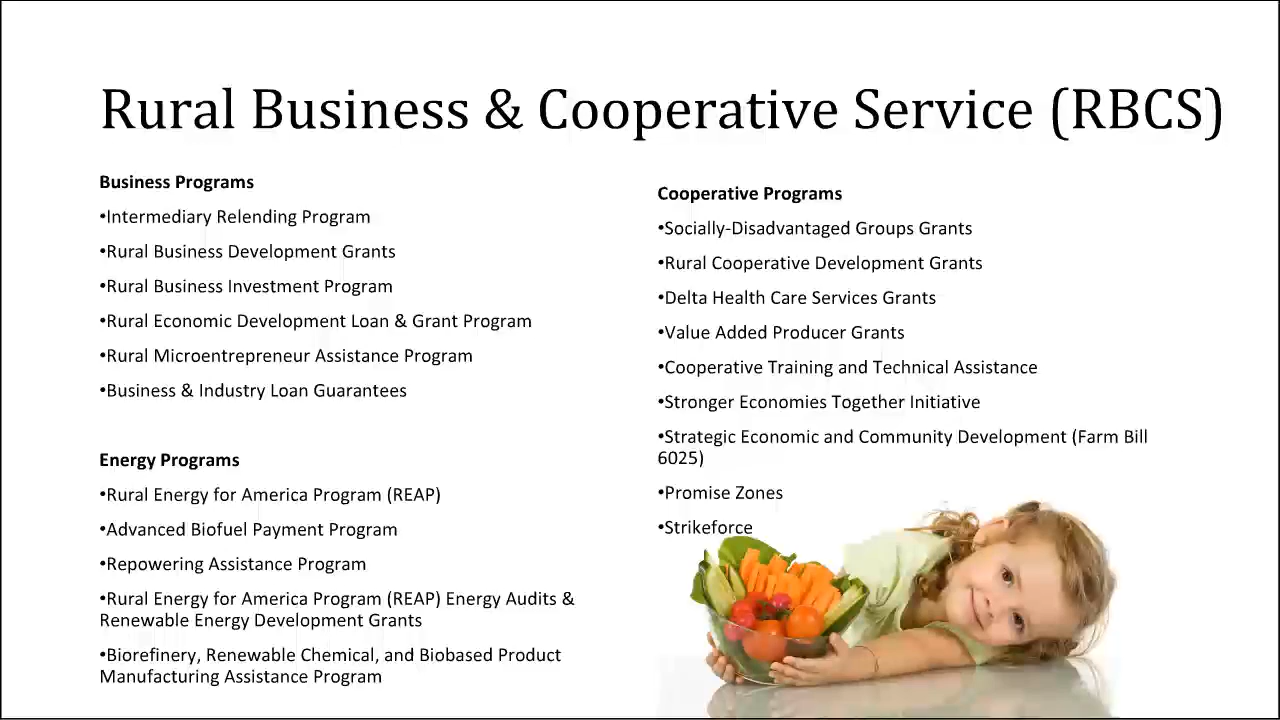 Rural Business & Cooperative Service (RBCS)
Business Programs
•Intermediary Relending Program
•Rural Business Development Grants
•Rural Business Investment Program
•Rural Economic Development Loan & Grant Program
•Rural Microentrepreneur Assistance Program
•Business & Industry Loan Guarantees
Energy Programs
•Rural Energy for America Program (REAP)
•Advanced Biofuel Payment Program
•Repowering Assistance Program
•Rural Energy for America Program (REAP) Energy Audits &
Renewable Energy Development Grants
•Biorefinery, Renewable Chemical, and Biobased Product
Manufacturing Assistance Program
Cooperative Programs
•Socially-Disadvantaged Groups Grants
•Rural Cooperative Development Grants
•Delta Health Care Services Grants
•Value Added Producer Grants
•Cooperative Training and Technical Assistance
•Stronger Economies Together Initiative
•Strategic Economic and Community Development (Farm Bill
6025)
•Promise Zones
•Strikeforce